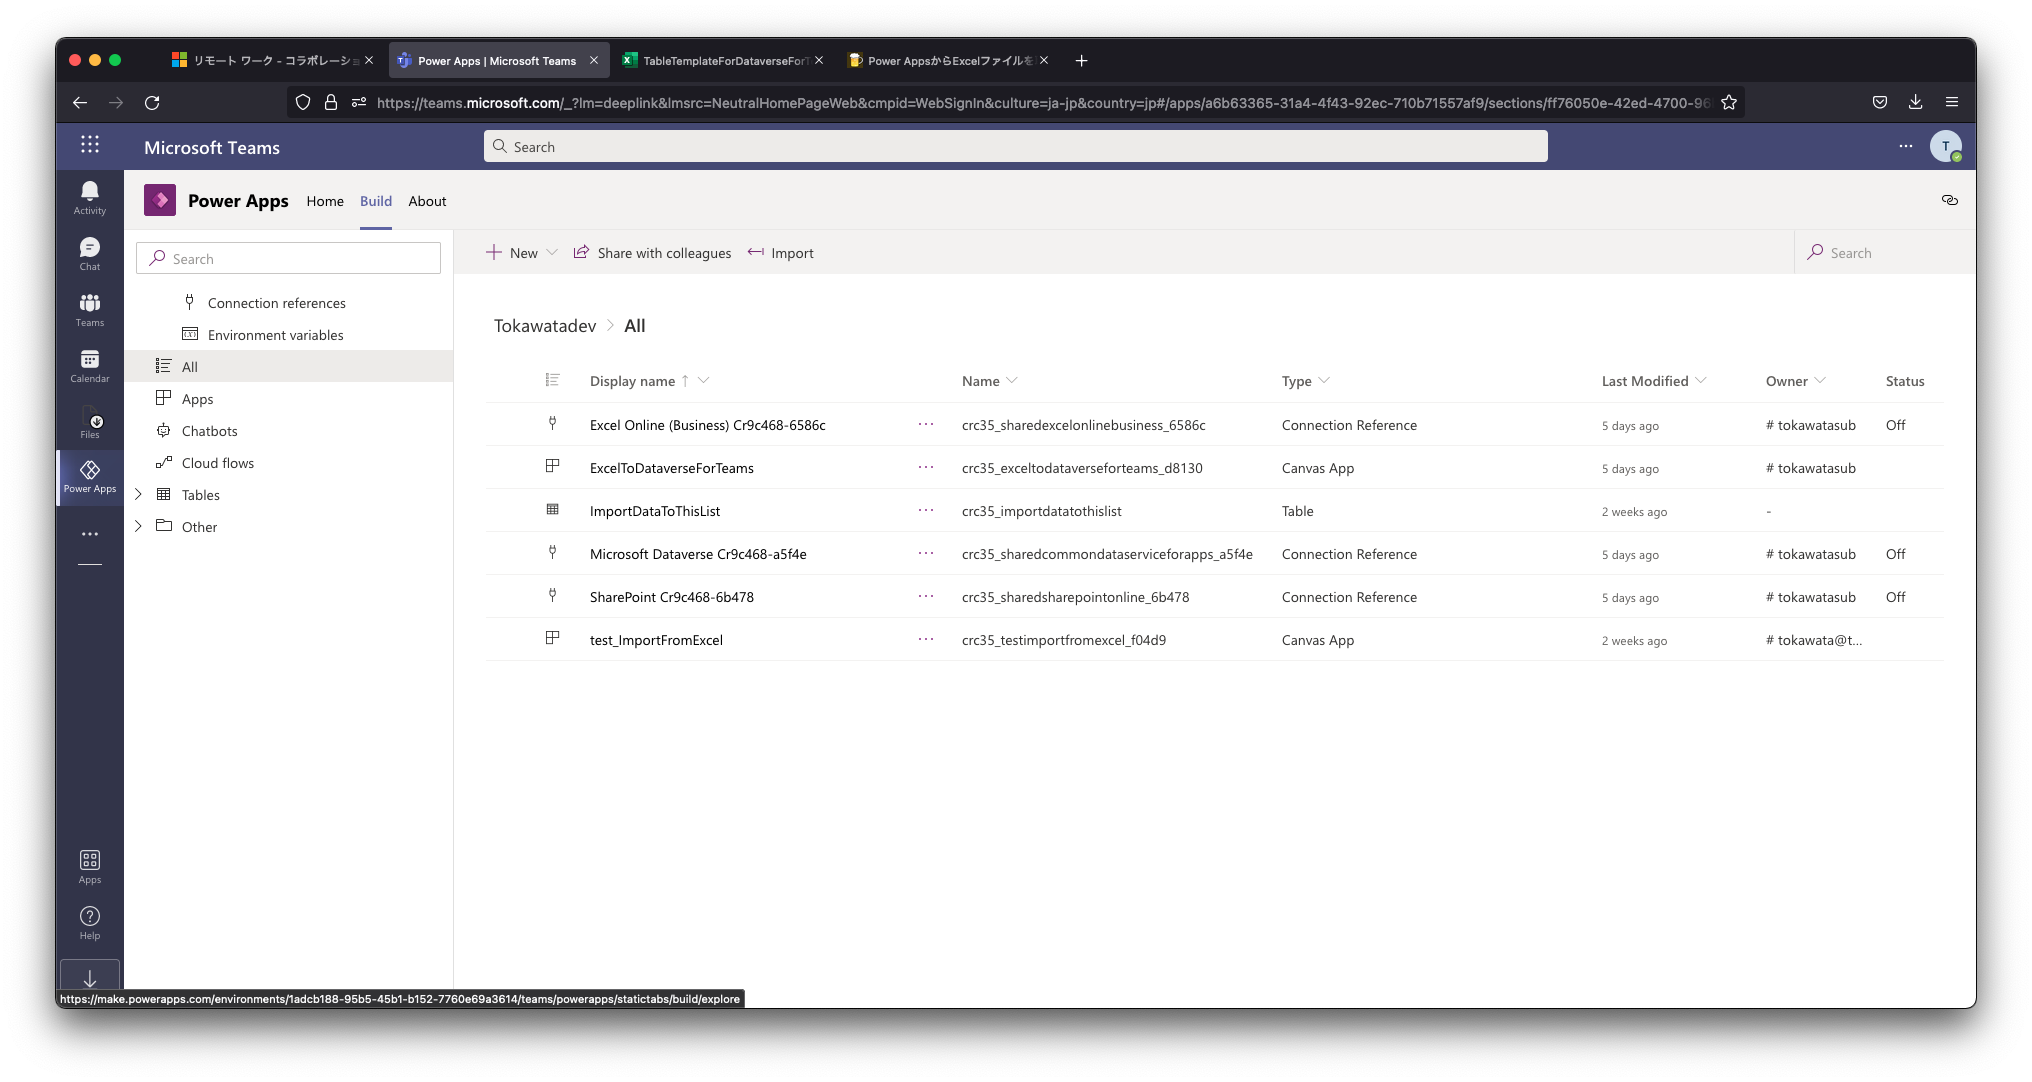 リモート ワーク - コラボレーシ
Power Apps | Microsoft Teams
TableTemplateForDataverseForT
Power AppsからExcelファイルを
https://teams.microsoft.com/_?lm=deeplink&lmsrc=NeutralHomePageWeb&cmpid=WebSignIn&culture=ja-jp&country=jp#/apps/a6b63365-31a4-4f43-92ec-710b71557af9/sections/ff76050e-42ed-4700-96
Microsoft Teams
Search
T
Activity
Chat
Teams
Calendar
Files
Power Apps
Apps
Help
Power Apps
Home
Build
About
Search
New
Share with colleagues
Import
Search
Connection references
Environment variables
All
Apps
Chatbots
Cloud flows
Tables
Other
Tokawatadev > All
Display name Name Type Last Modified Owner Status
Excel Online (Business) Cr9c468-6586c ... crc35_sharedexcelonlinebusiness_6586c Connection Reference 5 days ago # tokawatasub Off
ExcelToDataverseForTeams ... crc35_exceltodataverseforteams_d8130 Canvas App 5 days ago # tokawatasub
ImportDataToThisList ... crc35_importdatatothislist Table 2 weeks ago -
Microsoft Dataverse Cr9c468-a5f4e ... crc35_sharedcommondataserviceforapps_a5f4e Connection Reference 5 days ago # tokawatasub Off
SharePoint Cr9c468-6b478 ... crc35_sharedsharepointonline_6b478 Connection Reference 5 days ago # tokawatasub Off
test_ImportFromExcel ... crc35_testimportfromexcel_f04d9 Canvas App 2 weeks ago # tokawata@t...
https://make.powerapps.com/environments/1adcb188-95b5-45b1-b152-7760e69a3614/teams/powerapps/statictabs/build/explore